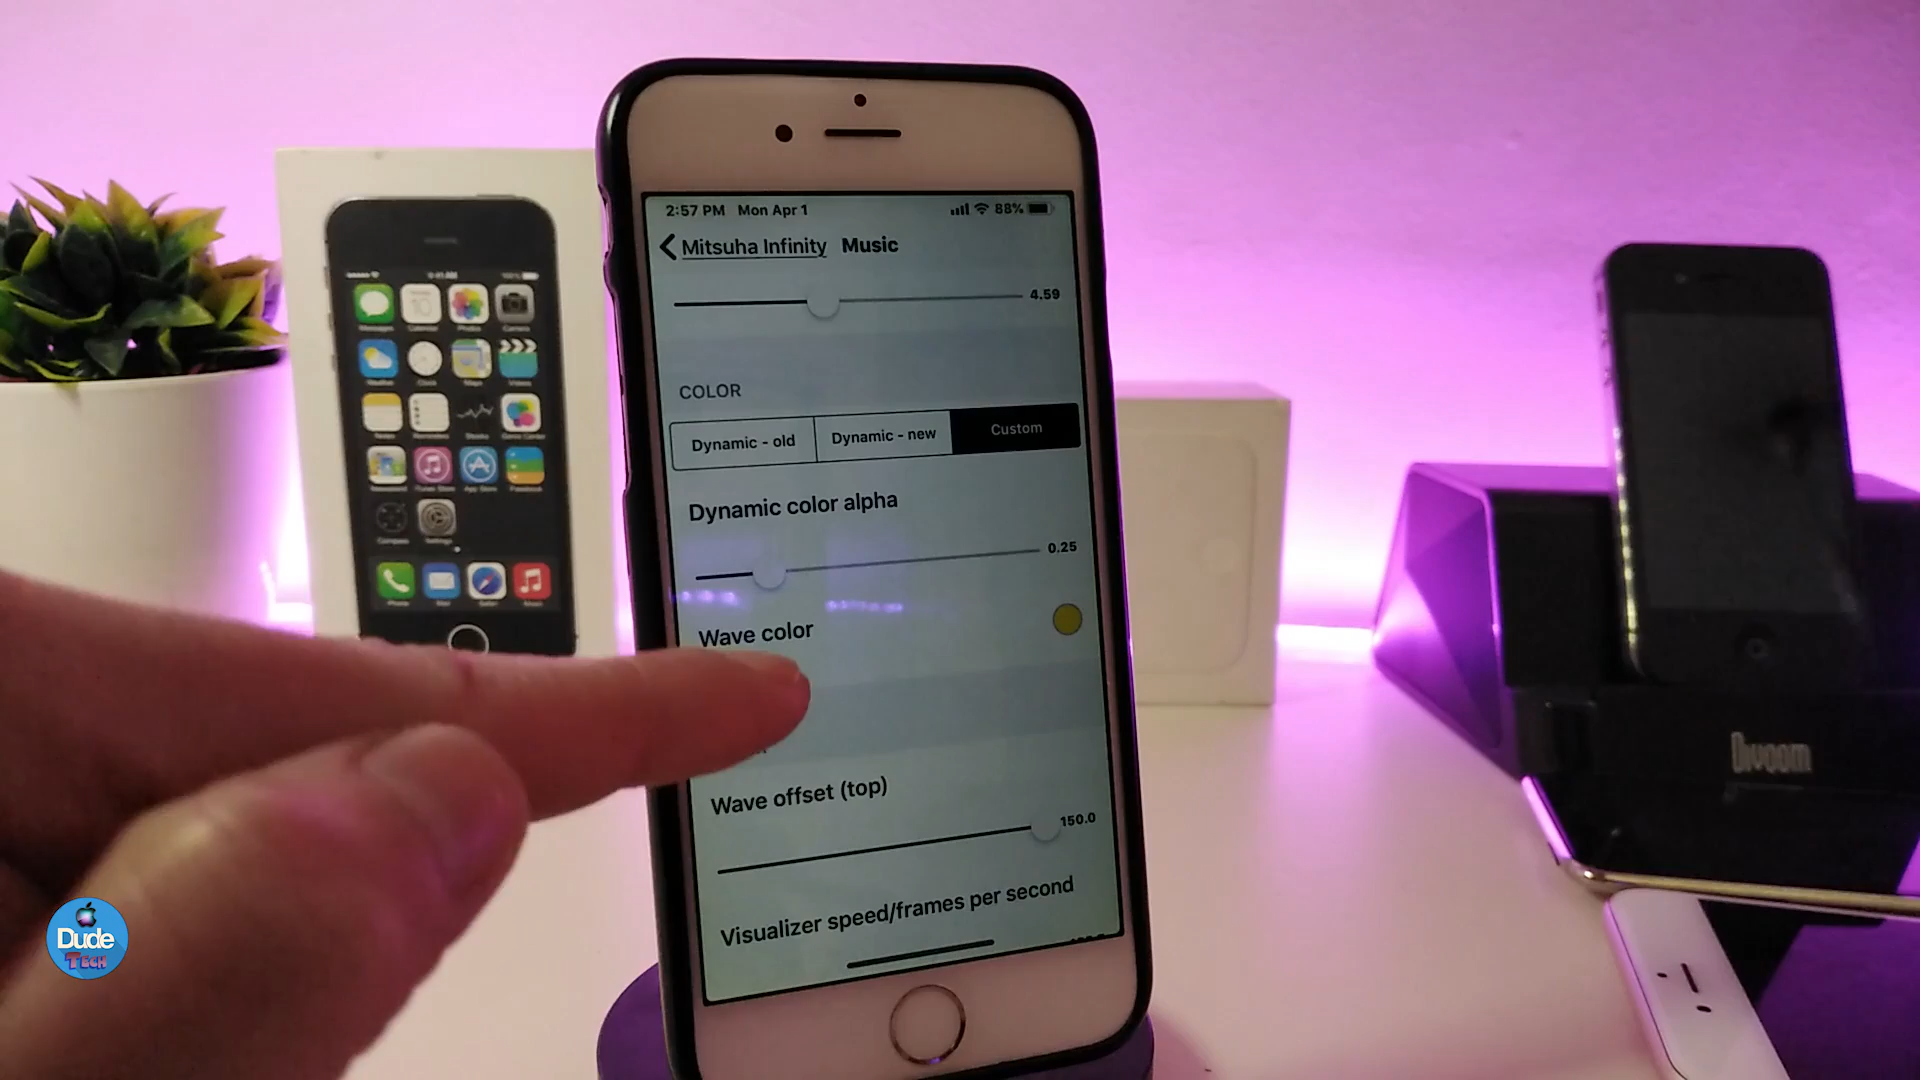 2:57 PM Mon Apr 1 88%
Mitsuha Infinity Music
4.59
COLOR
Dynamic - old Dynamic - new Custom
Dynamic color alpha
0.25
Wave color
Wave offset (top)
150.0
Visualizer speed/frames per second
Divoom
Dude
TECH